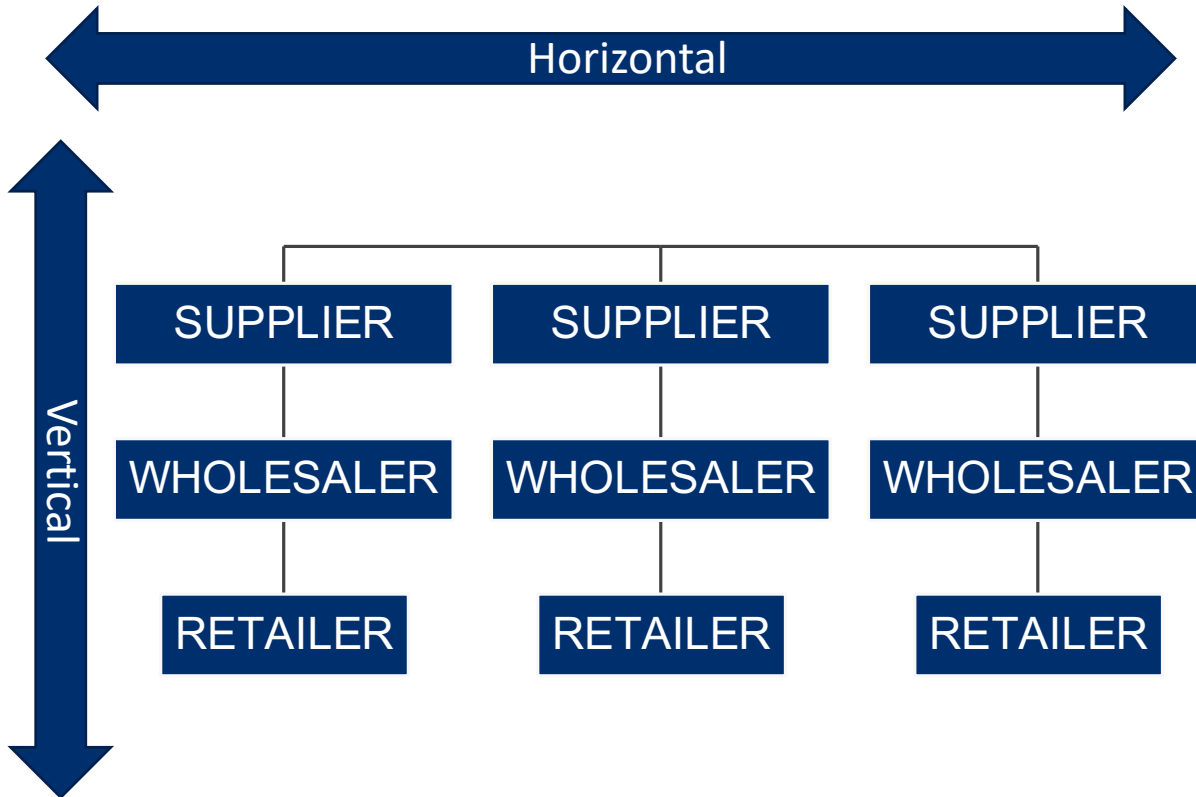 Horizontal
Vertical
SUPPLIER SUPPLIER SUPPLIER
WHOLESALER WHOLESALER WHOLESALER
RETAILER RETAILER RETAILER